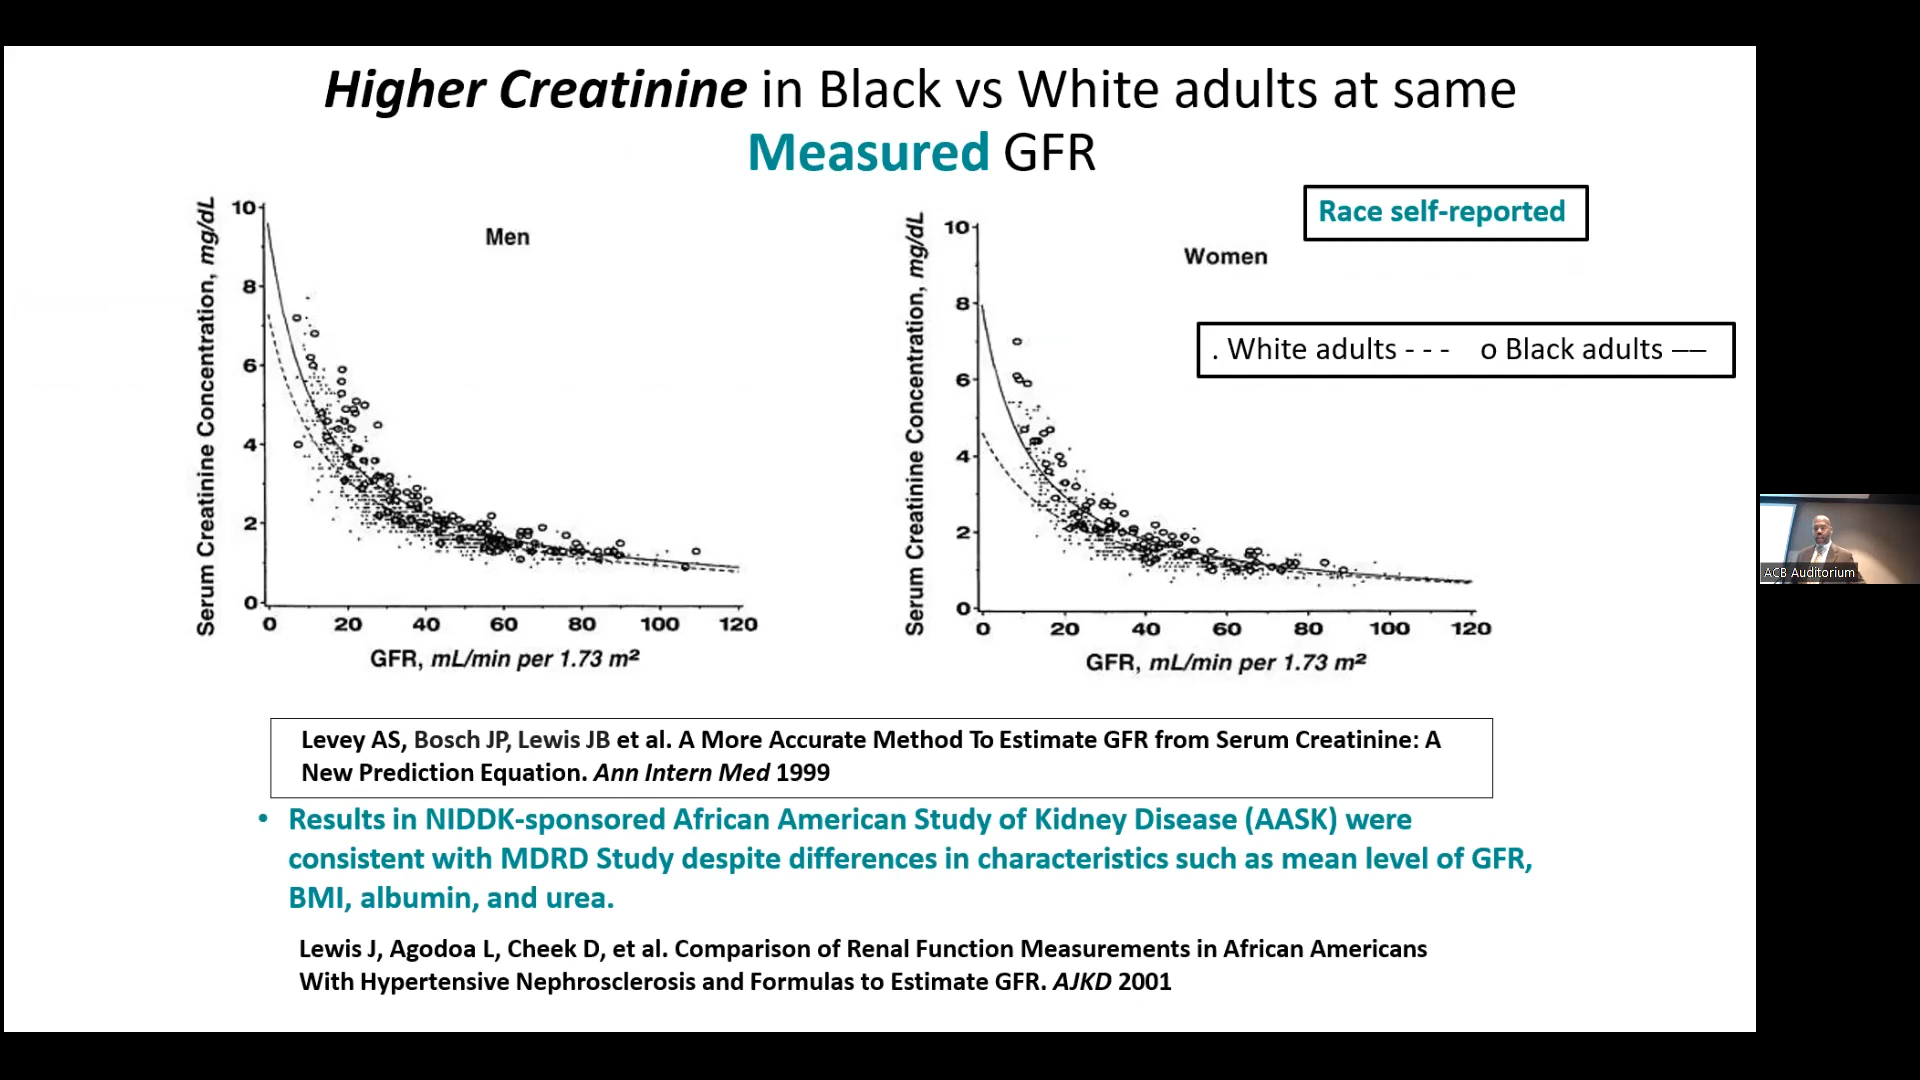 Higher Creatinine in Black vs White adults at same
Measured GFR
Race self-reported
. White adults - - -    o Black adults —
Men
Serum Creatinine Concentration, mg/dL
10
8
6
4
2
0
0 20 40 60 80 100 120
GFR, mL/min per 1.73 m²
Women
Serum Creatinine Concentration, mg/dL
10
8
6
4
2
0
0 20 40 60 80 100 120
GFR, mL/min per 1.73 m²
Levey AS, Bosch JP, Lewis JB et al. A More Accurate Method To Estimate GFR from Serum Creatinine: A
New Prediction Equation. Ann Intern Med 1999
• Results in NIDDK-sponsored African American Study of Kidney Disease (AASK) were
consistent with MDRD Study despite differences in characteristics such as mean level of GFR,
BMI, albumin, and urea.
Lewis J, Agodoa L, Cheek D, et al. Comparison of Renal Function Measurements in African Americans
With Hypertensive Nephrosclerosis and Formulas to Estimate GFR. AJKD 2001
ACB Auditorium